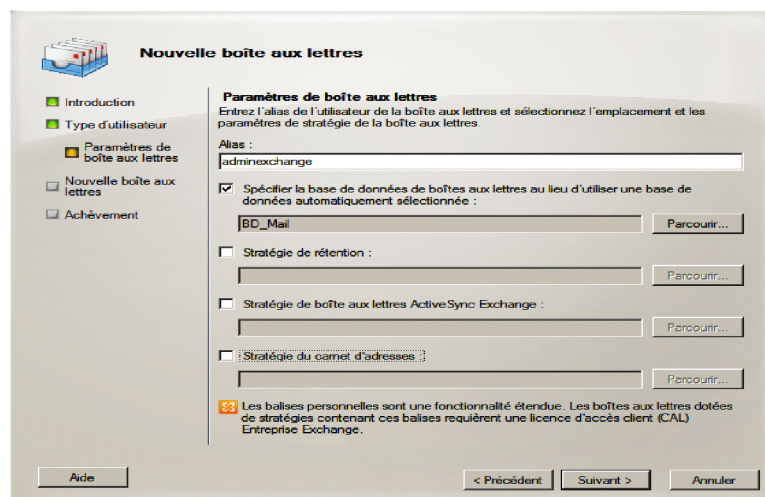 Nouvelle boîte aux lettres
Introduction
Type d'utilisateur
Paramètres de
boîte aux lettres
Nouvelle boîte aux
lettres
Achèvement
Paramètres de boîte aux lettres
Entrez l'alias de l'utilisateur de la boîte aux lettres et sélectionnez l'emplacement et les
paramètres de stratégie de la boîte aux lettres.
Alias :
adminexchange
Spécifier la base de données de boîtes aux lettres au lieu d'utiliser une base de
données automatiquement sélectionnée :
BD_Mail
Parcourir...
Stratégie de rétention :
Parcourir...
Stratégie de boîte aux lettres ActiveSync Exchange :
Parcourir...
Stratégie du carnet d'adresses :
Parcourir...
Les balises personnelles sont une fonctionnalité étendue. Les boîtes aux lettres dotées
de stratégies contenant ces balises requièrent une licence d'accès client (CAL)
Entreprise Exchange.
Aide
< Précédent
Suivant >
Annuler